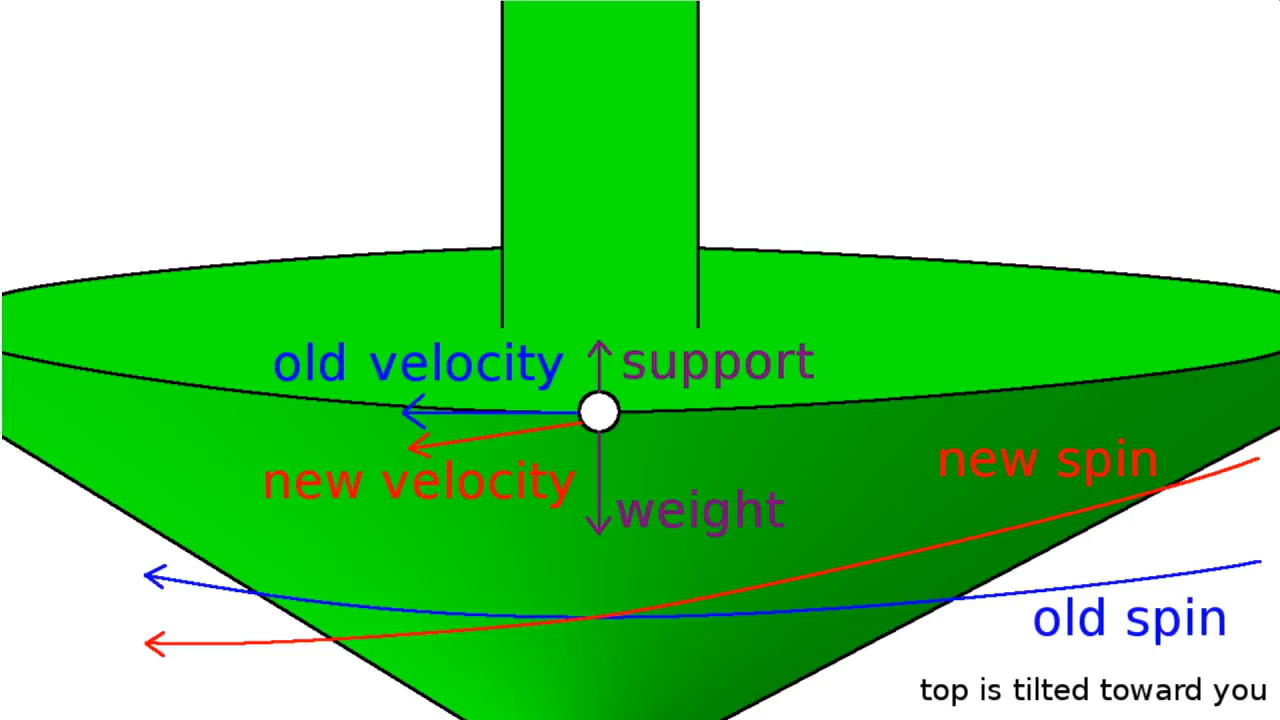 old velocity
support
new velocity
weight
new spin
old spin
top is tilted toward you